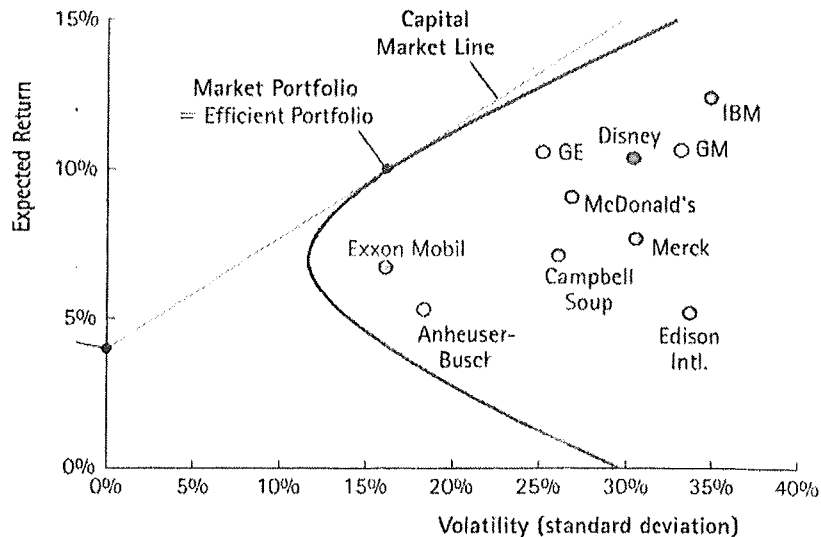 15%
Capital
Market Line
Market Portfolio
= Efficient Portfolio
IBM
Disney
GE
GM
10%
McDonald's
Exxon Mobil
Merck
Campbell
Soup
5%
Anheuser-
Busch
Edison
Intl.
0%
0%
5%
10%
15%
20%
25%
30%
35%
40%
Expected Return
Volatility (standard deviation)